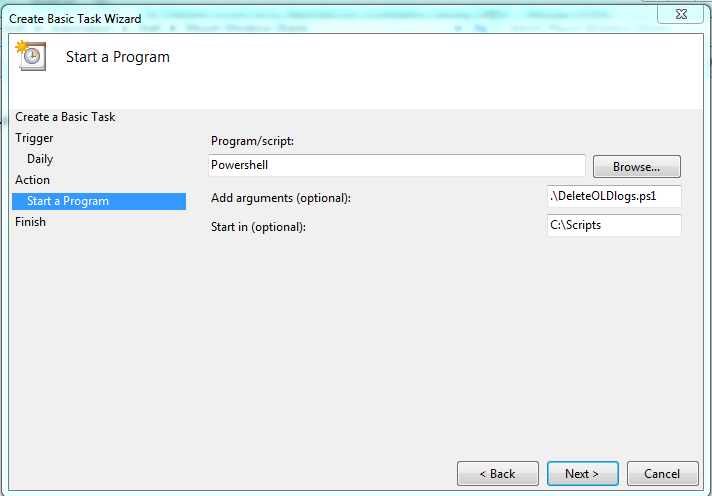 Create Basic Task Wizard
Start a Program
Create a Basic Task
Trigger
Daily
Action
Start a Program
Finish
Program/script:
Powershell
Browse...
Add arguments (optional):
.\DeleteOLDlogs.ps1
Start in (optional):
C:\Scripts
< Back
Next >
Cancel